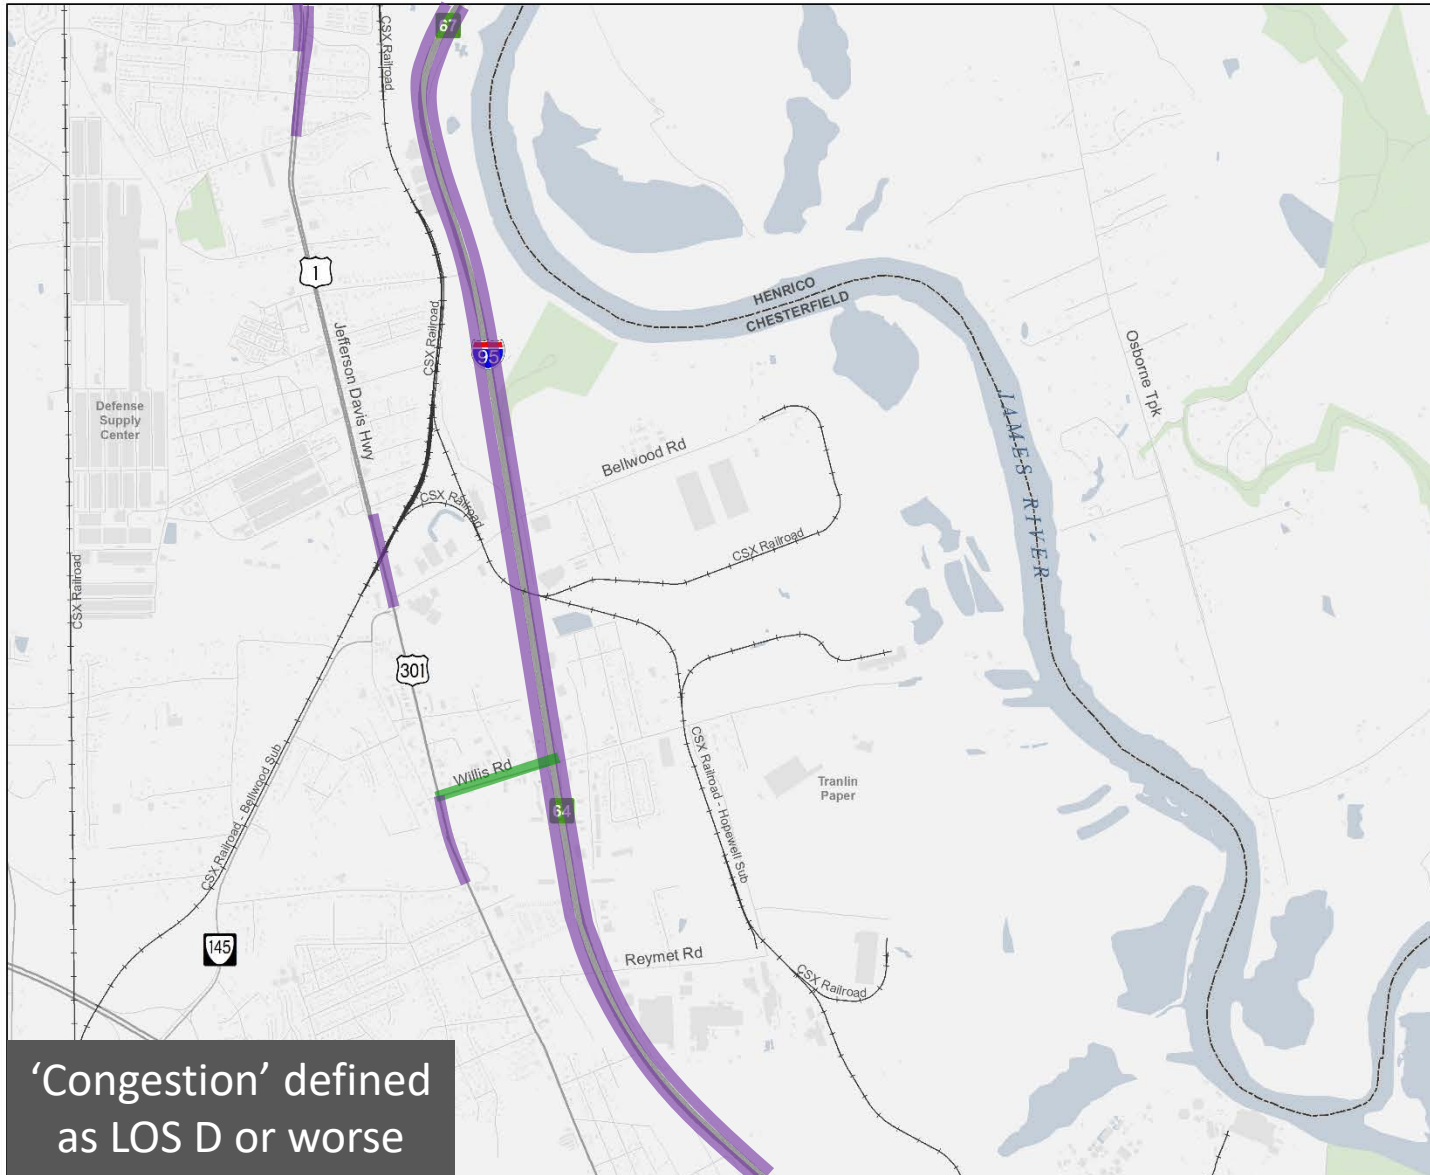 67
CSX Railroad
HENRICO
CHESTERFIELD
1
Jefferson Davis Hwy
CSX Railroad
95
Osborne Tpk
Defense
Supply
Center
JAMES RIVER
Bellwood Rd
CSX Railroad
CSX Railroad
CSX Railroad
301
Willis Rd
64
CSX Railroad - Bellwood Sub
CSX Railroad - Hopewell Sub
Tranlin
Paper
145
Reymet Rd
CSX Railroad
‘Congestion’ defined
as LOS D or worse